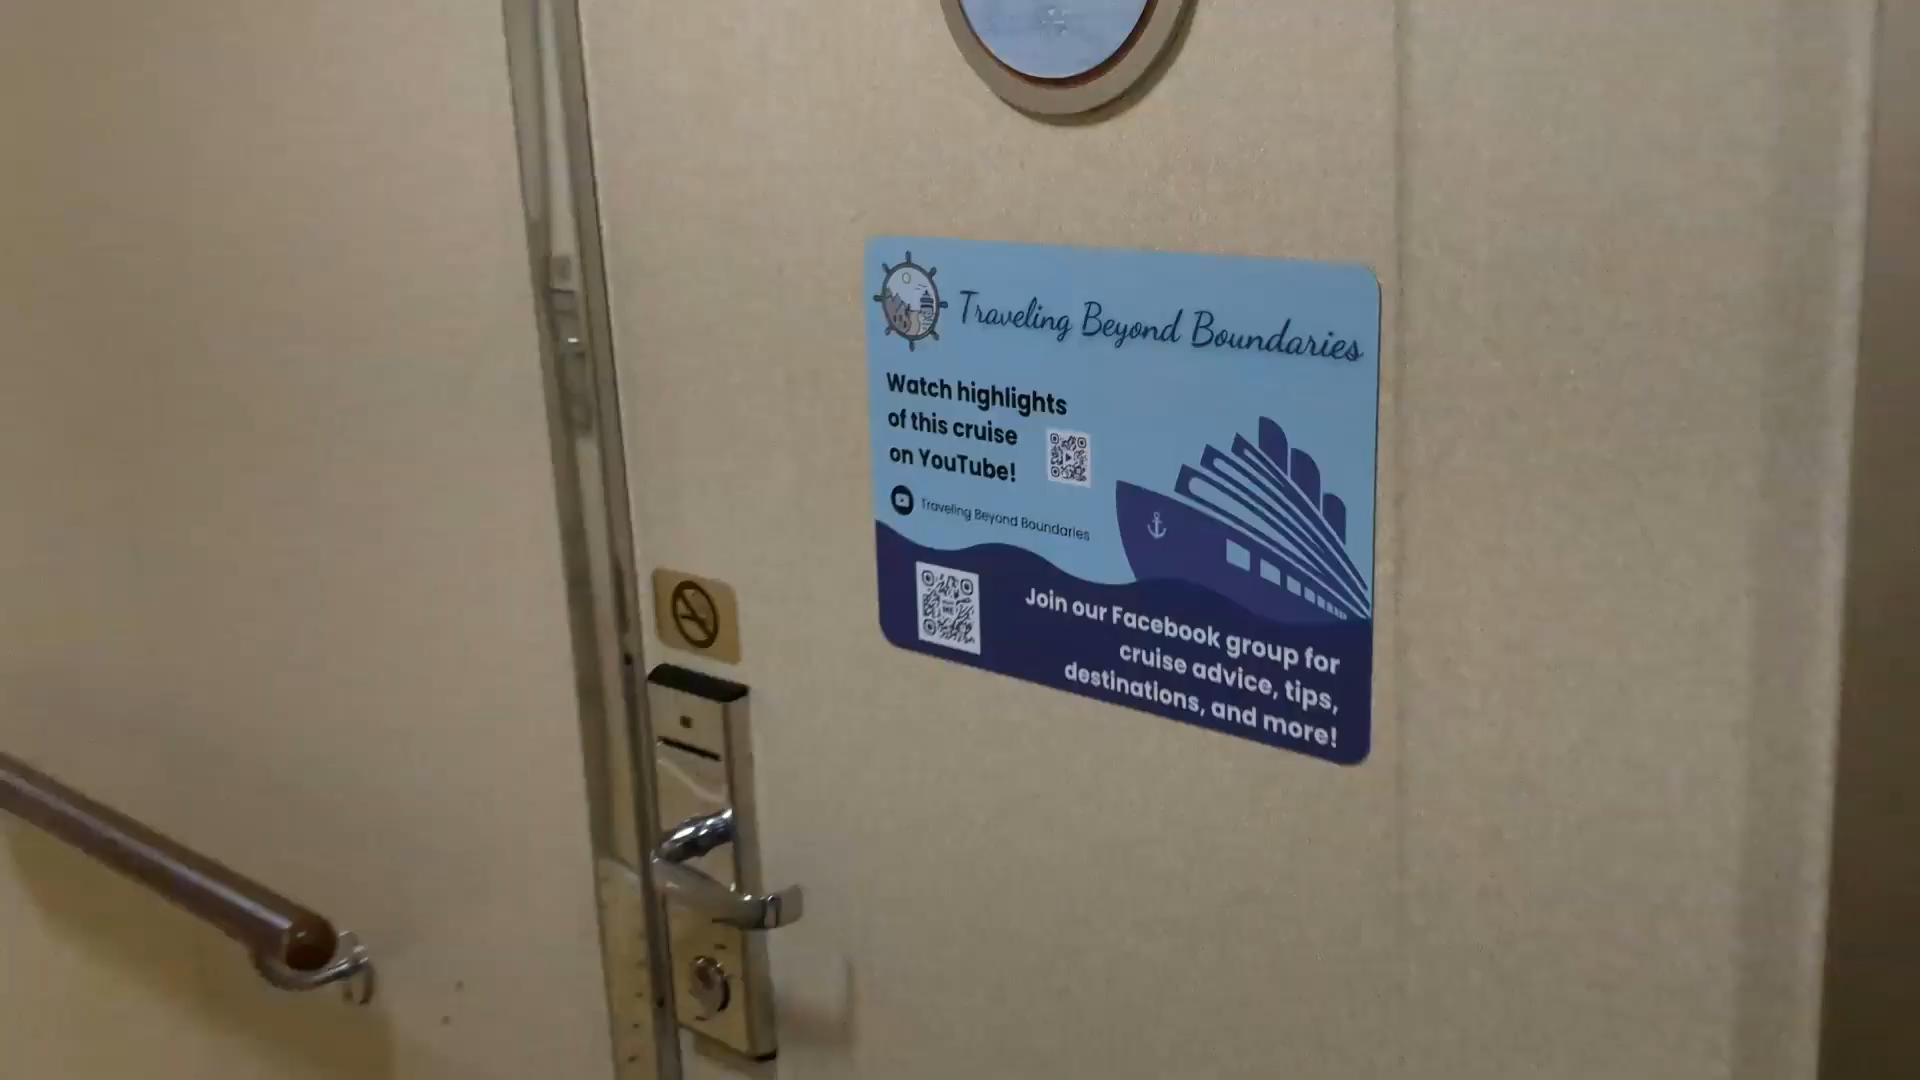 Traveling Beyond Boundaries
Watch highlights
of this cruise
on YouTube!
Traveling Beyond Boundaries
Join our Facebook group for
cruise advice, tips,
destinations, and more!